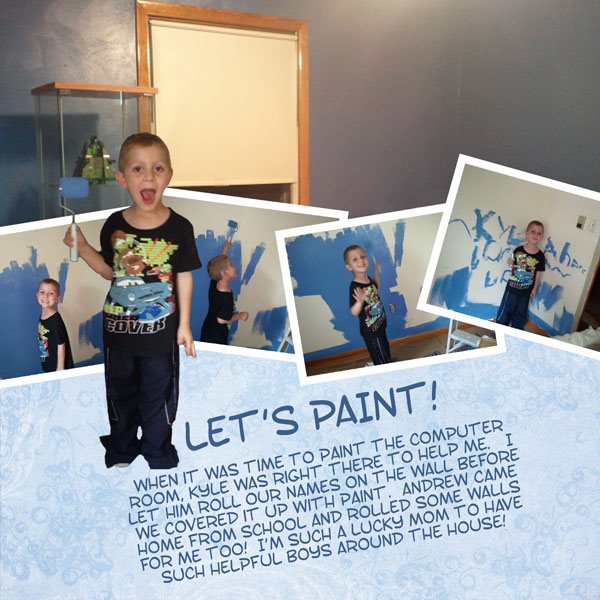 KYLE
COVER
LET'S PAINT!
WHEN IT WAS TIME TO PAINT THE COMPUTER
ROOM, KYLE WAS RIGHT THERE TO HELP ME. I
LET HIM ROLL OUR NAMES ON THE WALL BEFORE
WE COVERED IT UP WITH PAINT. ANDREW CAME
HOME FROM SCHOOL AND ROLLED SOME WALLS
FOR ME TOO! I'M SUCH A LUCKY MOM TO HAVE
SUCH HELPFUL BOYS AROUND THE HOUSE!